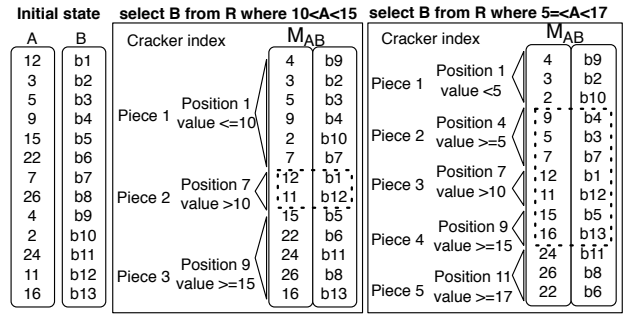 Initial state
A B
12 b1
3 b2
5 b3
9 b4
15 b5
22 b6
7 b7
26 b8
4 b9
2 b10
24 b11
11 b12
16 b13
select B from R where 10<A<15
Cracker index
MAB
Piece 1
Position 1
value <=10
Piece 2
Position 7
value >10
Piece 3
Position 9
value >=15
4 b9
3 b2
5 b3
9 b4
2 b10
7 b7
12 b1
11 b12
15 b5
22 b6
24 b11
26 b8
16 b13
select B from R where 5=<A<17
Cracker index
MAB
Piece 1
Position 1
value <5
Piece 2
Position 4
value >=5
Piece 3
Position 7
value >10
Piece 4
Position 9
value >=15
Piece 5
Position 11
value >=17
4 b9
3 b2
2 b10
9 b4
5 b3
7 b7
12 b1
11 b12
15 b5
16 b13
24 b11
26 b8
22 b6